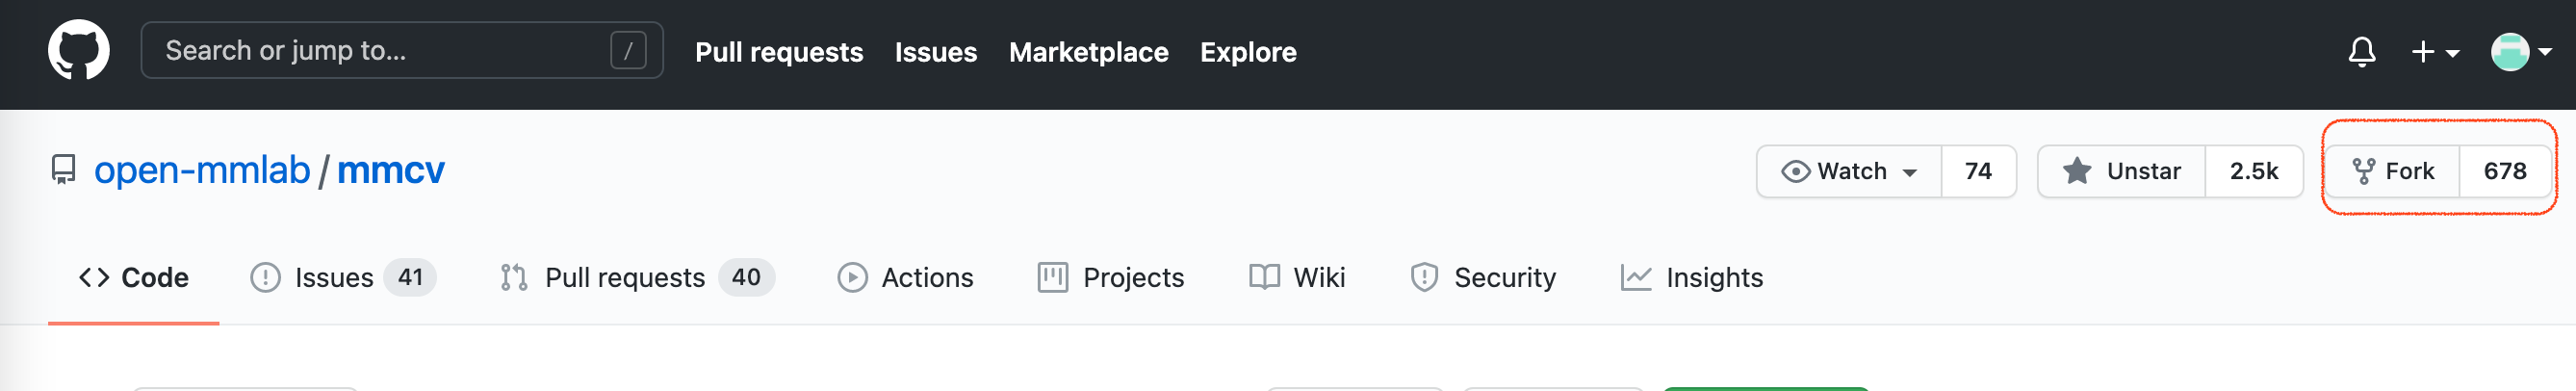 Search or jump to... / Pull requests Issues Marketplace Explore
open-mmlab / mmcv Watch 74 Unstar 2.5k Fork 678
Code Issues 41 Pull requests 40 Actions Projects Wiki Security Insights